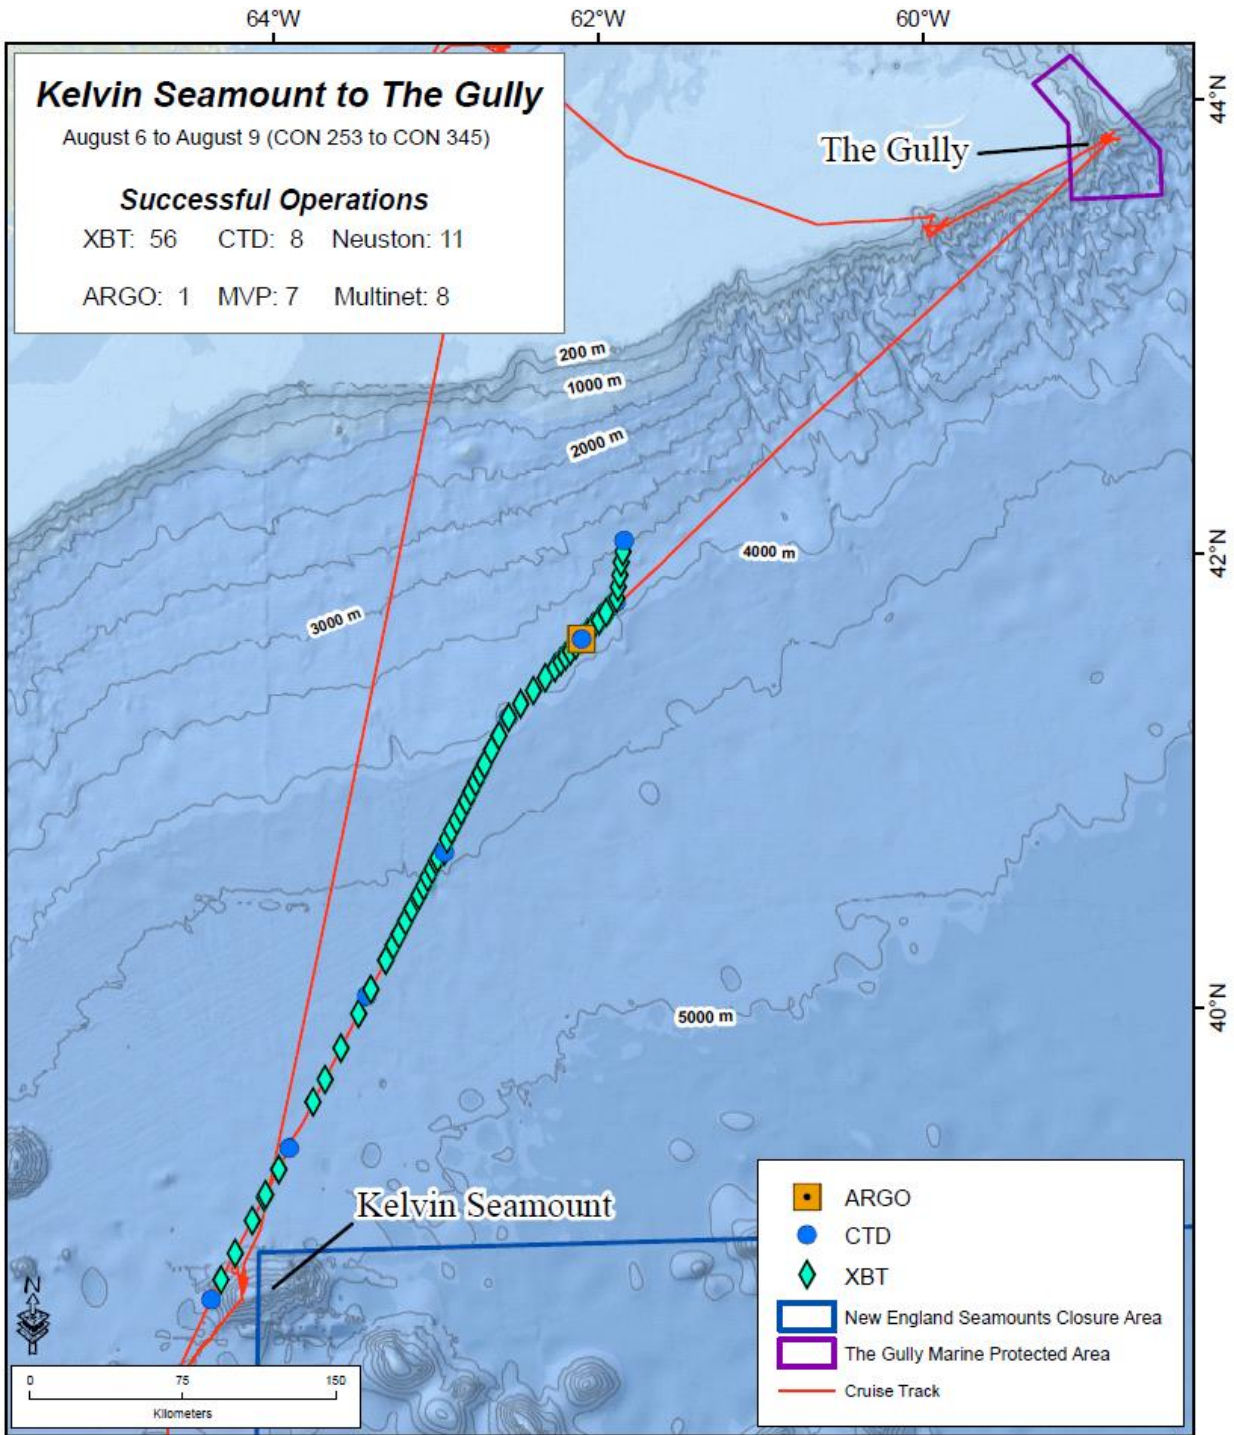 64°W 62°W 60°W
Kelvin Seamount to The Gully
August 6 to August 9 (CON 253 to CON 345)
Successful Operations
XBT: 56 CTD: 8 Neuston: 11
ARGO: 1 MVP: 7 Multinet: 8
44°N
The Gully
200 m
1000 m
2000 m
42°N
4000 m
3000 m
40°N
5000 m
Kelvin Seamount
ARGO
CTD
XBT
New England Seamounts Closure Area
The Gully Marine Protected Area
Cruise Track
N
0 75 150
Kilometers